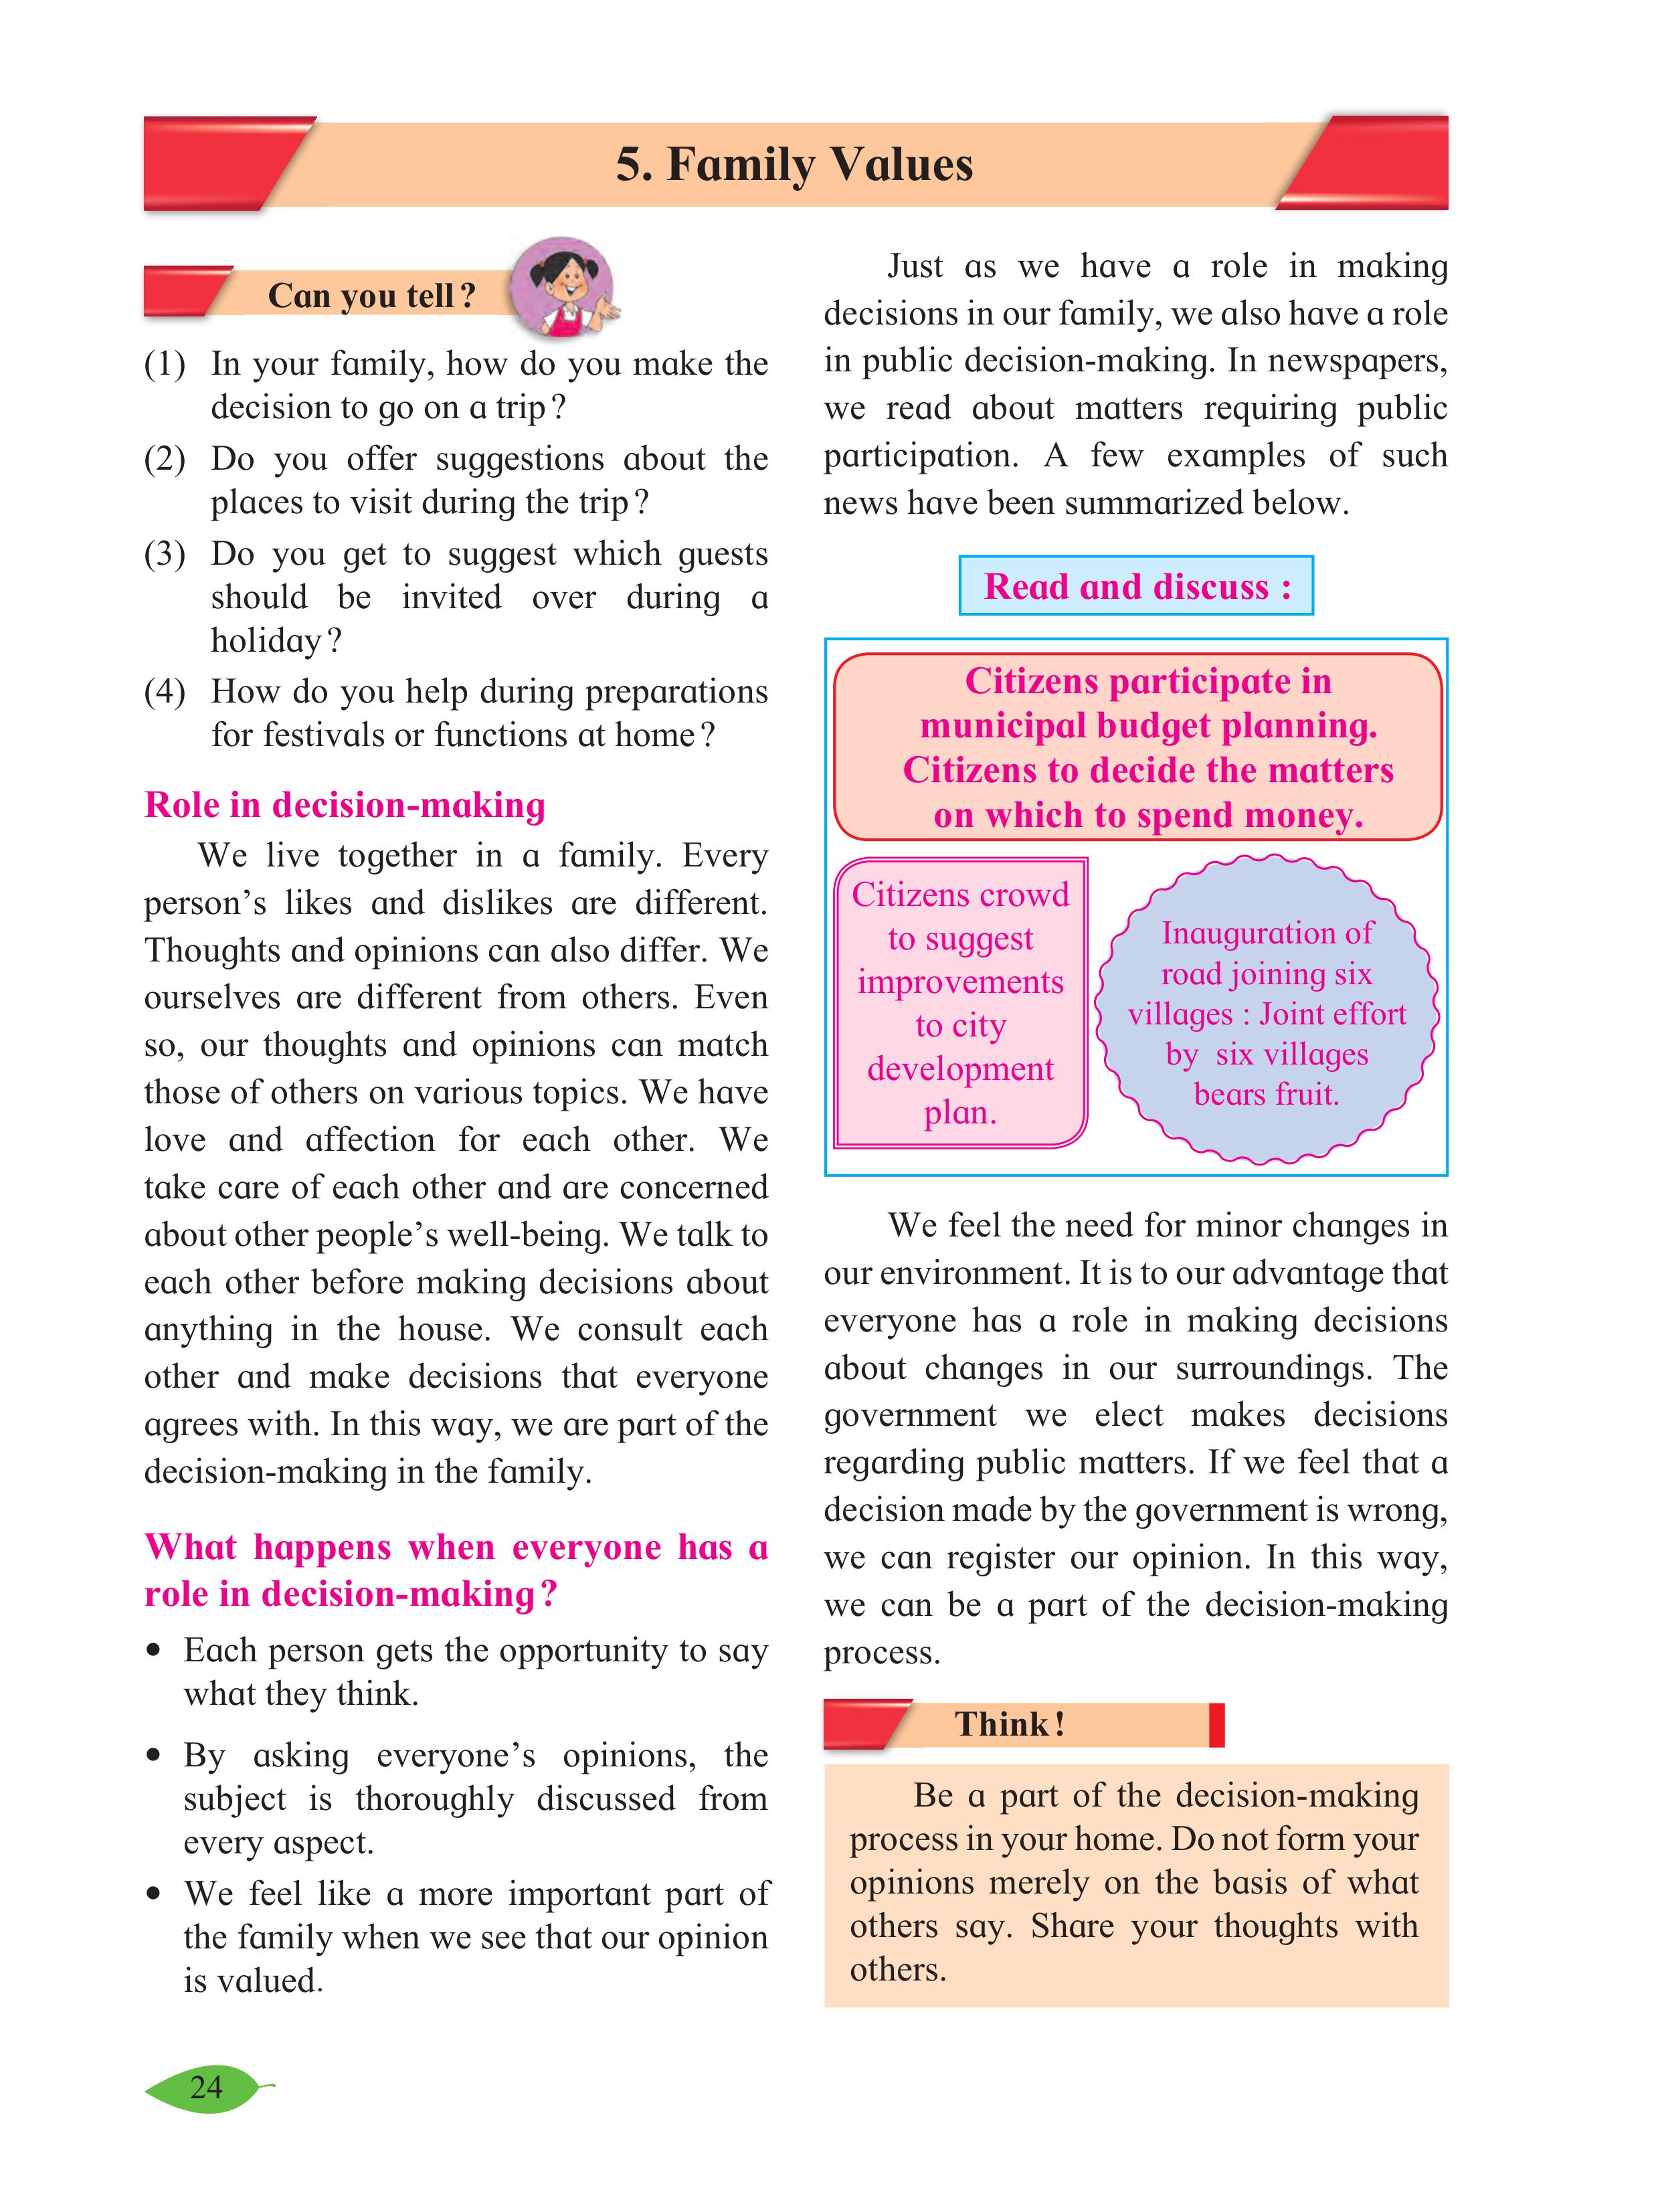 5. Family Values
Can you tell?
(1) In your family, how do you make the
decision to go on a trip?
(2) Do you offer suggestions about the
places to visit during the trip?
(3) Do you get to suggest which guests
should be invited over during a
holiday?
(4) How do you help during preparations
for festivals or functions at home?
Role in decision-making
We live together in a family. Every
person’s likes and dislikes are different.
Thoughts and opinions can also differ. We
ourselves are different from others. Even
so, our thoughts and opinions can match
those of others on various topics. We have
love and affection for each other. We
take care of each other and are concerned
about other people’s well-being. We talk to
each other before making decisions about
anything in the house. We consult each
other and make decisions that everyone
agrees with. In this way, we are part of the
decision-making in the family.
What happens when everyone has a
role in decision-making?
• Each person gets the opportunity to say
what they think.
• By asking everyone’s opinions, the
subject is thoroughly discussed from
every aspect.
• We feel like a more important part of
the family when we see that our opinion
is valued.
Just as we have a role in making
decisions in our family, we also have a role
in public decision-making. In newspapers,
we read about matters requiring public
participation. A few examples of such
news have been summarized below.
Read and discuss :
Citizens participate in
municipal budget planning.
Citizens to decide the matters
on which to spend money.
Citizens crowd
to suggest
improvements
to city
development
plan.
Inauguration of
road joining six
villages : Joint effort
by six villages
bears fruit.
We feel the need for minor changes in
our environment. It is to our advantage that
everyone has a role in making decisions
about changes in our surroundings. The
government we elect makes decisions
regarding public matters. If we feel that a
decision made by the government is wrong,
we can register our opinion. In this way,
we can be a part of the decision-making
process.
Think!
Be a part of the decision-making
process in your home. Do not form your
opinions merely on the basis of what
others say. Share your thoughts with
others.
24